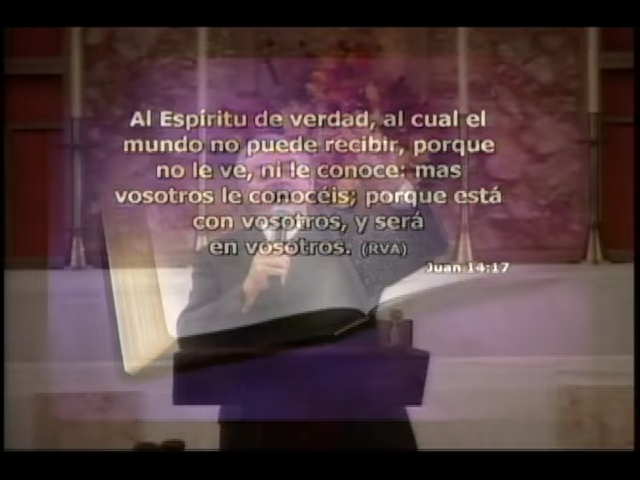 Al Espíritu de verdad, al cual el
mundo no puede recibir, porque
no le ve, ni le conoce: mas
vosotros le conocéis; porque está
con vosotros, y será
en vosotros. (RVA)
Juan 14:17